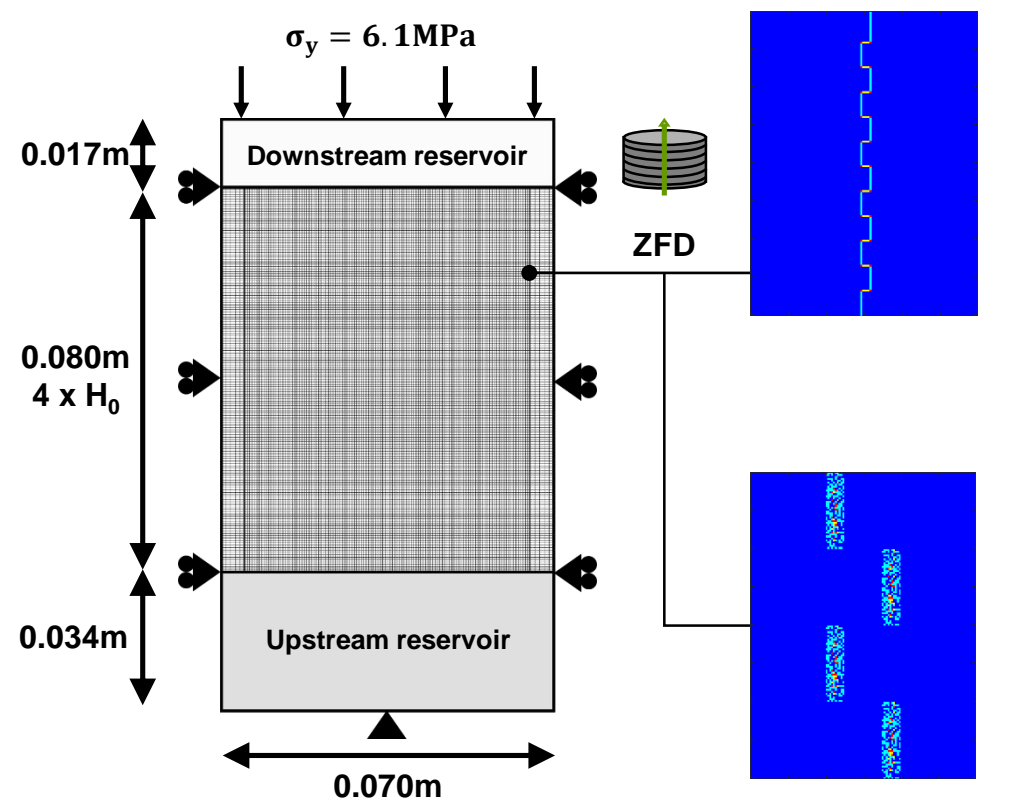 σy = 6.1MPa
0.017m
Downstream reservoir
ZFD
0.080m
4 x H0
0.034m
Upstream reservoir
0.070m